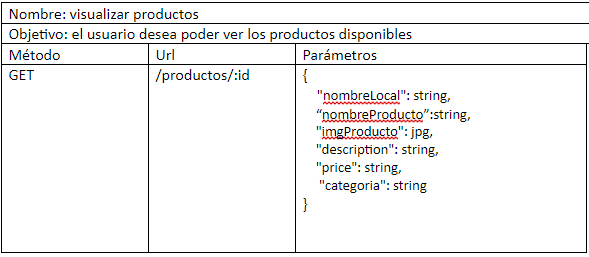 Nombre: visualizar productos
Objetivo: el usuario desea poder ver los productos disponibles
Método Url Parámetros
GET /productos/:id {
"nombreLocal": string,
“nombreProducto”:string,
"imgProducto": jpg,
"description": string,
"price": string,
"categoria": string
}